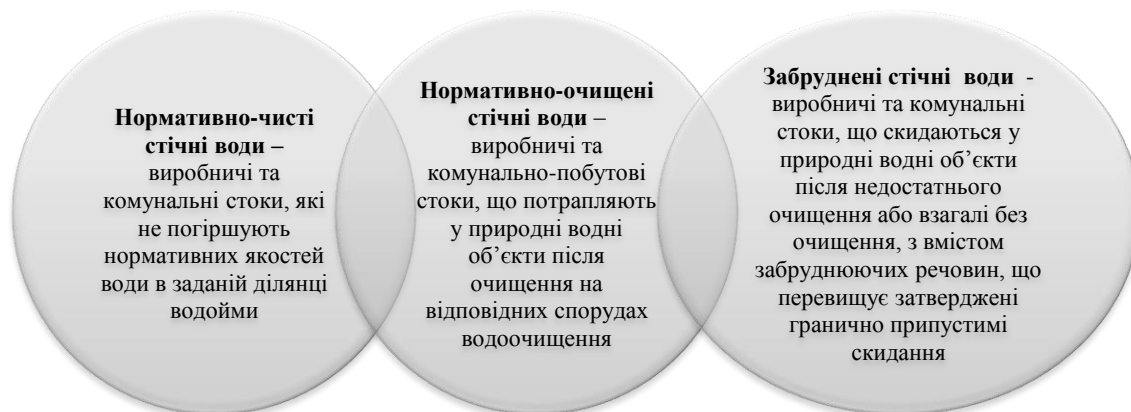 Нормативно-чисті
стічні води –
виробничі та
комунальні стоки, які
не погіршують
нормативних якостей
води в заданій ділянці
водойми
Нормативно-очищені
стічні води –
виробничі та
комунально-побутові
стоки, що потрапляють
у природні водні
об’єкти після
очищення на
відповідних спорудах
водоочищення
Забруднені стічні води -
виробничі та комунальні
стоки, що скидаються у
природні водні об’єкти
після недостатнього
очищення або взагалі без
очищення, з вмістом
забруднюючих речовин, що
перевищує затверджені
гранично припустимі
скидання